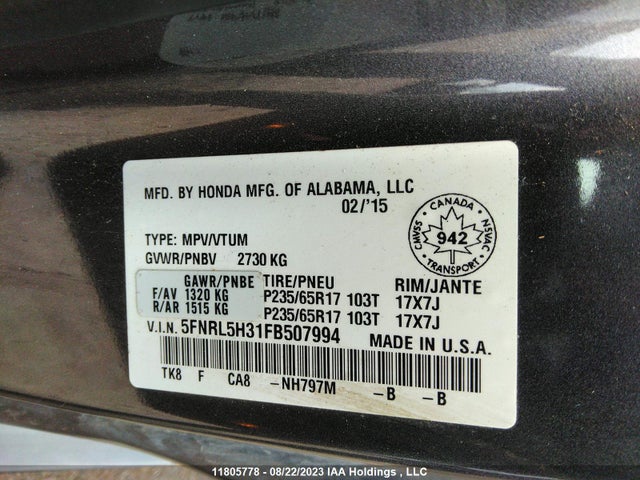 MFD. BY HONDA MFG. OF ALABAMA, LLC
02/'15
TYPE: MPV/VTUM
GVWR/PNBV 2730 KG
CANADA
CMVSS
942
NSVAC
TRANSPORT
GAWR/PNBE TIRE/PNEU RIM/JANTE
F/AV 1320 KG P235/65R17 103T 17X7J
R/AR 1515 KG P235/65R17 103T 17X7J
V.I.N. 5FNRL5H31FB507994 MADE IN U.S.A.
TK8 F CA8 -NH797M -B -B
11805778 - 08/22/2023 IAA Holdings , LLC